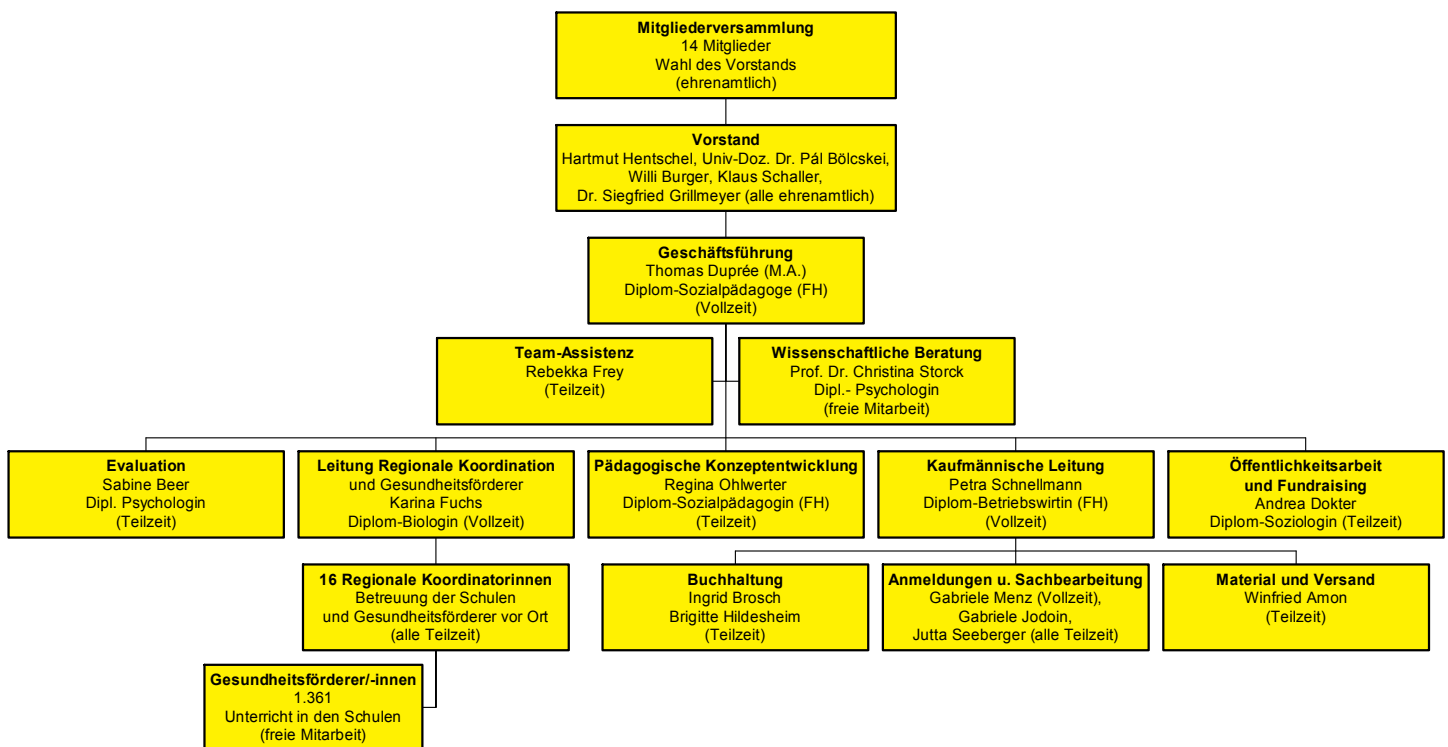 Mitgliederversammlung
14 Mitglieder
Wahl des Vorstands
(ehrenamtlich)
Vorstand
Hartmut Hentschel, Univ-Doz. Dr. Pál Bölcskei,
Willi Burger, Klaus Schaller,
Dr. Siegfried Grillmeyer (alle ehrenamtlich)
Geschäftsführung
Thomas Duprée (M.A.)
Diplom-Sozialpädagoge (FH)
(Vollzeit)
Team-Assistenz
Rebekka Frey
(Teilzeit)
Wissenschaftliche Beratung
Prof. Dr. Christina Storck
Dipl.- Psychologin
(freie Mitarbeit)
Evaluation
Sabine Beer
Dipl. Psychologin
(Teilzeit)
Leitung Regionale Koordination
und Gesundheitsförderer
Karina Fuchs
Diplom-Biologin (Vollzeit)
Pädagogische Konzeptentwicklung
Regina Ohlwerter
Diplom-Sozialpädagogin (FH)
(Teilzeit)
Kaufmännische Leitung
Petra Schnellmann
Diplom-Betriebswirtin (FH)
(Vollzeit)
Öffentlichkeitsarbeit
und Fundraising
Andrea Dokter
Diplom-Soziologin (Teilzeit)
16 Regionale Koordinatorinnen
Betreuung der Schulen
und Gesundheitsförderer vor Ort
(alle Teilzeit)
Buchhaltung
Ingrid Brosch
Brigitte Hildesheim
(Teilzeit)
Anmeldungen u. Sachbearbeitung
Gabriele Menz (Vollzeit),
Gabriele Jodoin,
Jutta Seeberger (alle Teilzeit)
Material und Versand
Winfried Amon
(Teilzeit)
Gesundheitsförderer/-innen
1.361
Unterricht in den Schulen
(freie Mitarbeit)